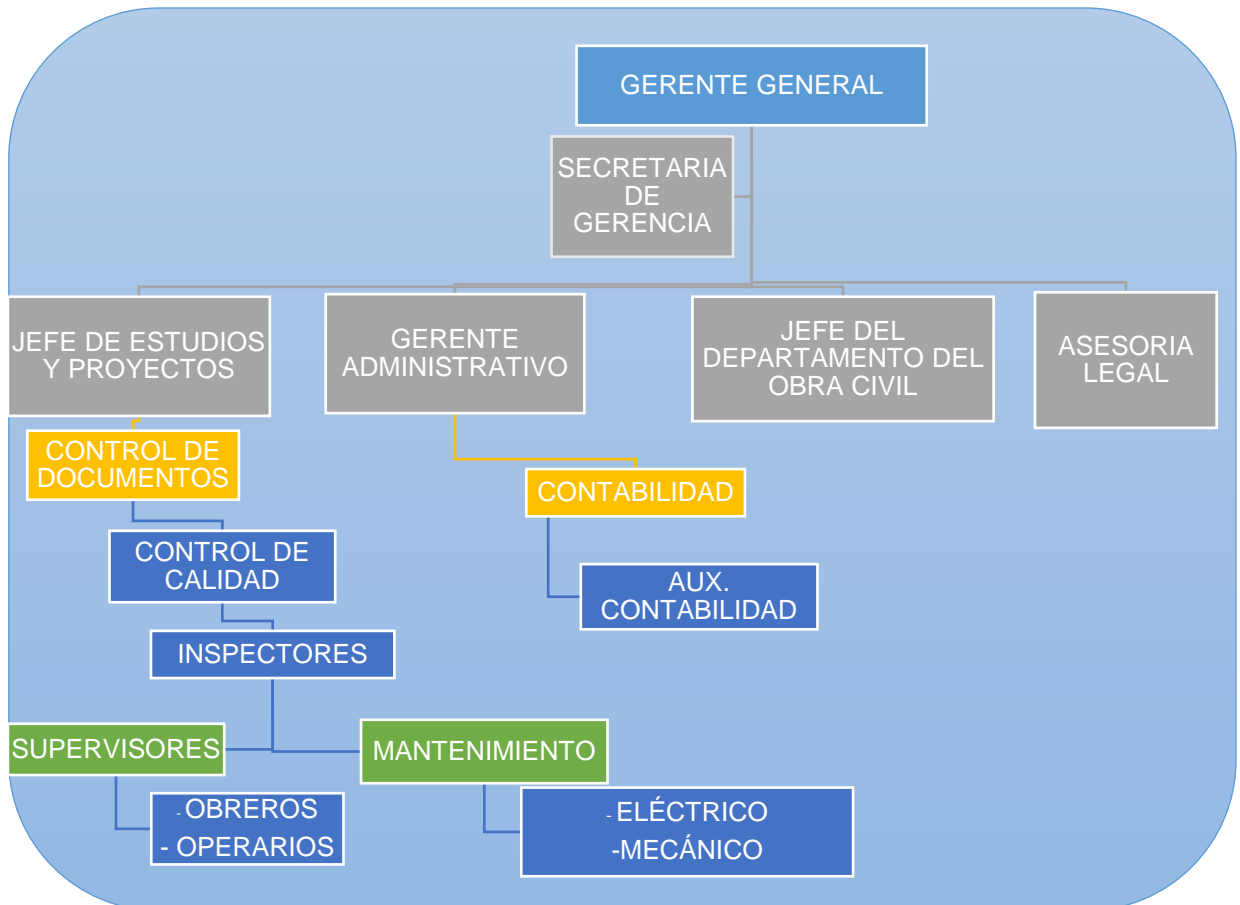 GERENTE GENERAL
SECRETARIA
DE
GERENCIA
JEFE DE ESTUDIOS
Y PROYECTOS
GERENTE
ADMINISTRATIVO
JEFE DEL
DEPARTAMENTO DEL
OBRA CIVIL
ASESORIA
LEGAL
CONTROL DE
DOCUMENTOS
CONTABILIDAD
CONTROL DE
CALIDAD
AUX.
CONTABILIDAD
INSPECTORES
SUPERVISORES
MANTENIMIENTO
- OBREROS
- OPERARIOS
- ELÉCTRICO
-MECÁNICO